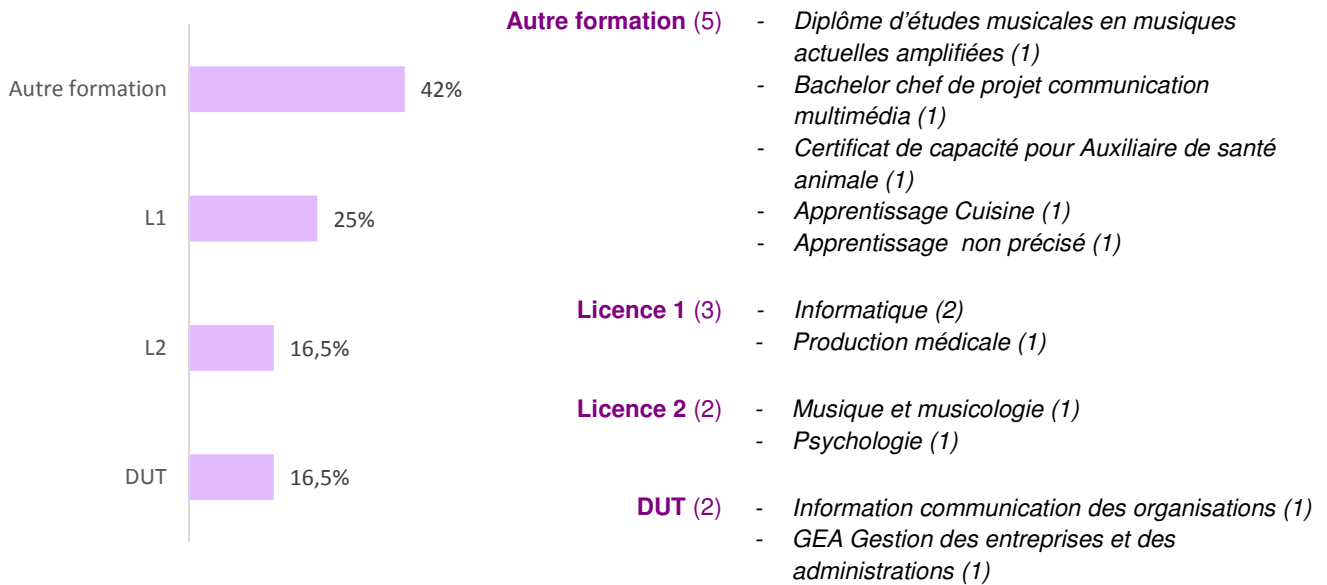 Autre formation 42%
L1 25%
L2 16,5%
DUT 16,5%
Autre formation (5) - Diplôme d'études musicales en musiques
actuelles amplifiées (1)
- Bachelor chef de projet communication
multimédia (1)
- Certificat de capacité pour Auxiliaire de santé
animale (1)
- Apprentissage Cuisine (1)
- Apprentissage non précisé (1)
Licence 1 (3) - Informatique (2)
- Production médicale (1)
Licence 2 (2) - Musique et musicologie (1)
- Psychologie (1)
DUT (2) - Information communication des organisations (1)
- GEA Gestion des entreprises et des
administrations (1)